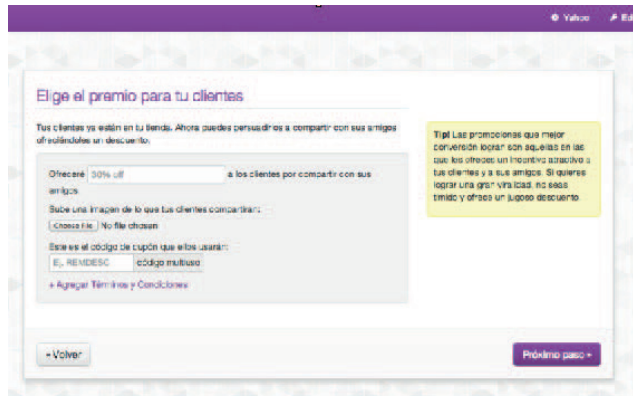 Yahoo
Elige el premio para tu clientes
Tus clientes ya están en tu tienda. Ahora puedes persuadirlos a compartir con sus amigos
ofreciéndoles un descuento.
Ofreceré 30% off a los clientes por compartir con sus
amigos
Sube una imagen de lo que tus clientes compartiran:
Choose File No file chosen
Este es el código de cupón que ellos usarán:
Ej. REMDESC código multiuso
+ Agregar Términos y Condiciones
Tip! Las promociones que mejor
conversión logran son aquellas en las
que les ofreces un incentivo atractivo a
tus clientes y a sus amigos. Si quieres
lograr una gran viralidad, no seas
tímido y ofrece un jugoso descuento.
« Volver
Próximo paso »